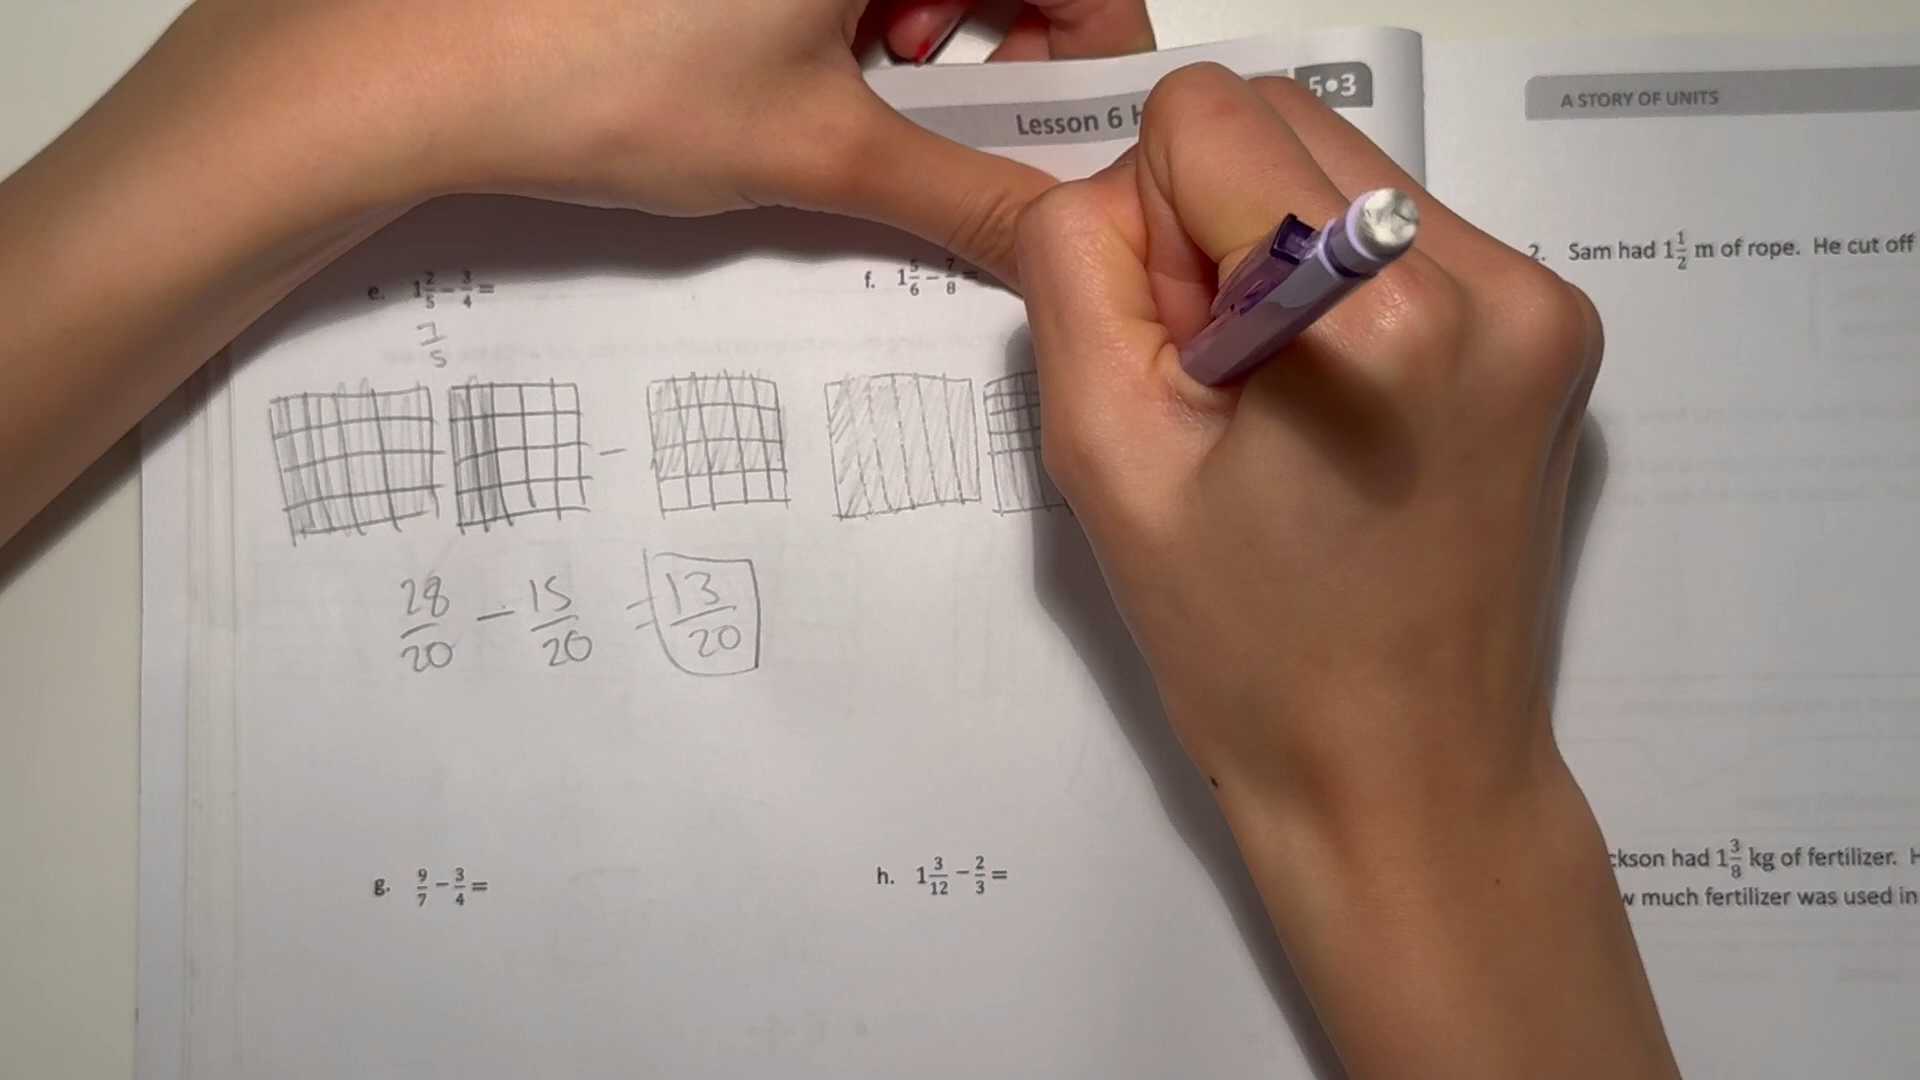 Lesson 6 5•3
A STORY OF UNITS
e. 1 2/5 - 3/4 =
7/5
28/20 - 15/20 = 13/20
f. 1 5/6 - 7/8 =
g. 9/7 - 3/4 =
h. 1 3/12 - 2/3 =
2. Sam had 1 1/2 m of rope. He cut off
had 1 3/8 kg of fertilizer.
much fertilizer was used in